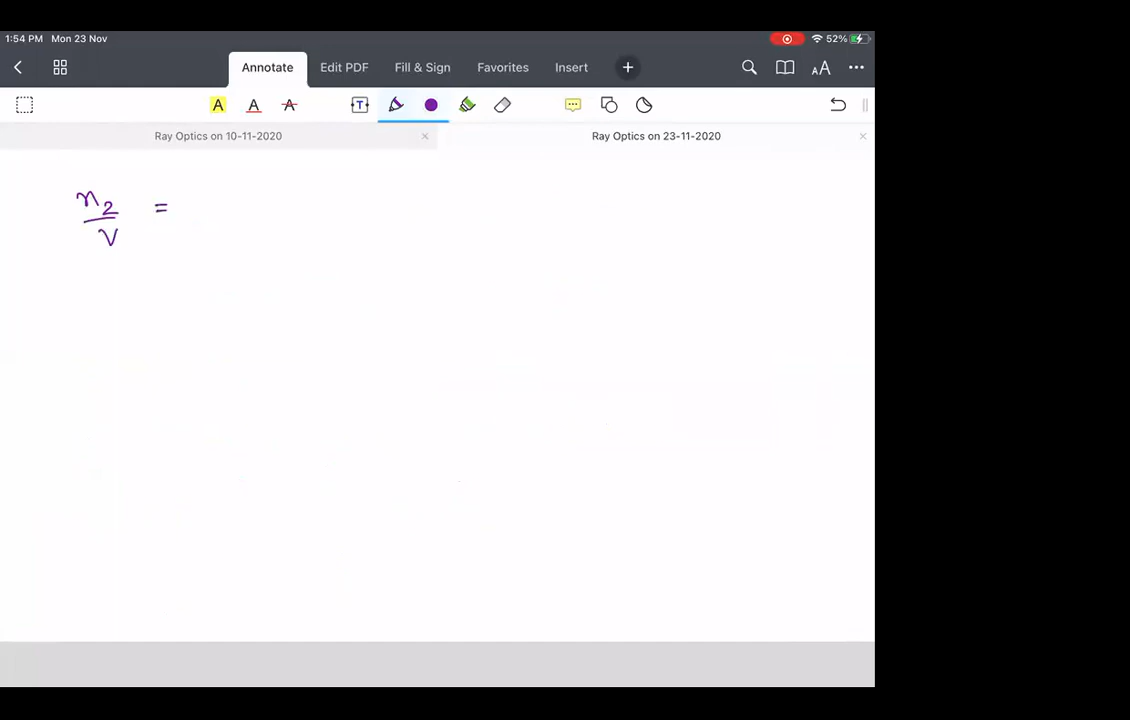 1:54 PM Mon 23 Nov 52%
Annotate Edit PDF Fill & Sign Favorites Insert +
A A A T
Ray Optics on 10-11-2020 × Ray Optics on 23-11-2020 ×
n2/v =
AA